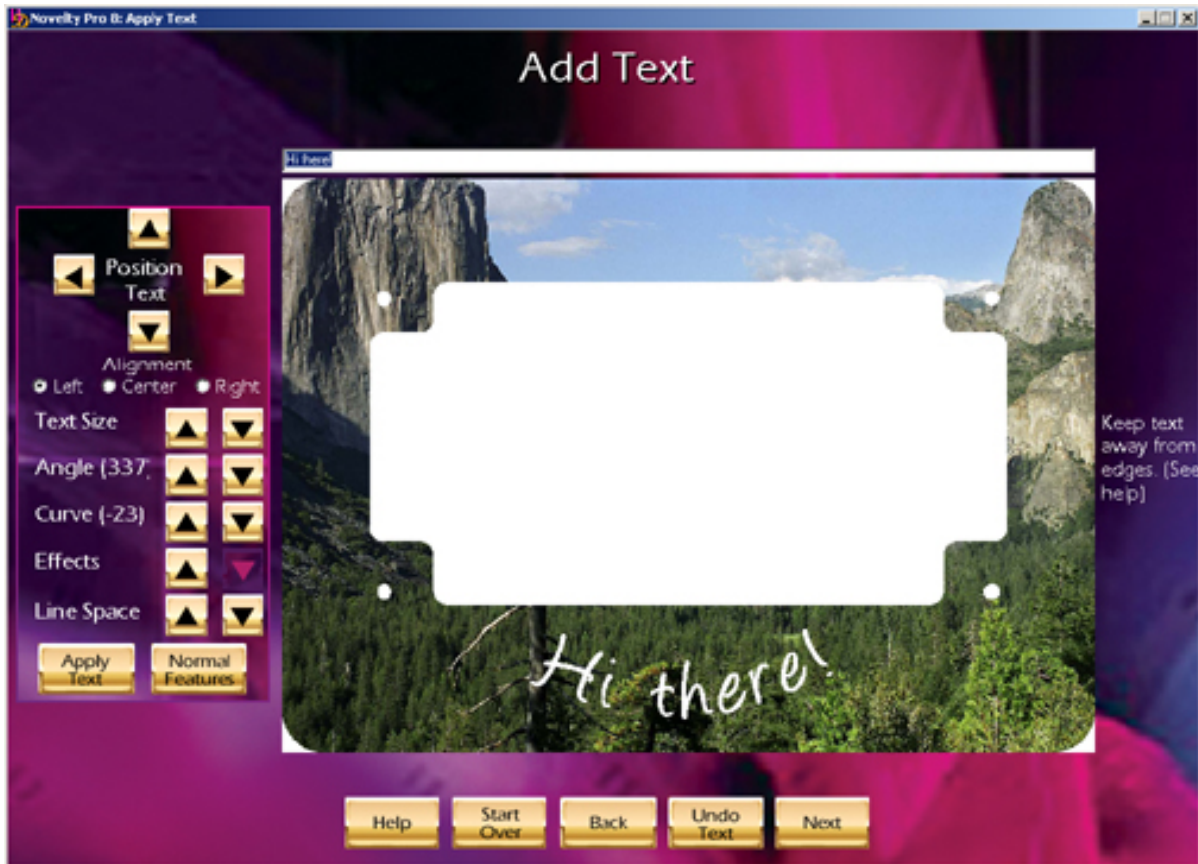 Novelty Pro 8: Apply Text
Add Text
Hi there!
Position
Text
Alignment
Left Center Right
Text Size
Angle (337)
Curve (-23)
Effects
Line Space
Apply
Text
Normal
Features
Keep text
away from
edges. (See
help)
Hi there!
Help
Start
Over
Back
Undo
Text
Next